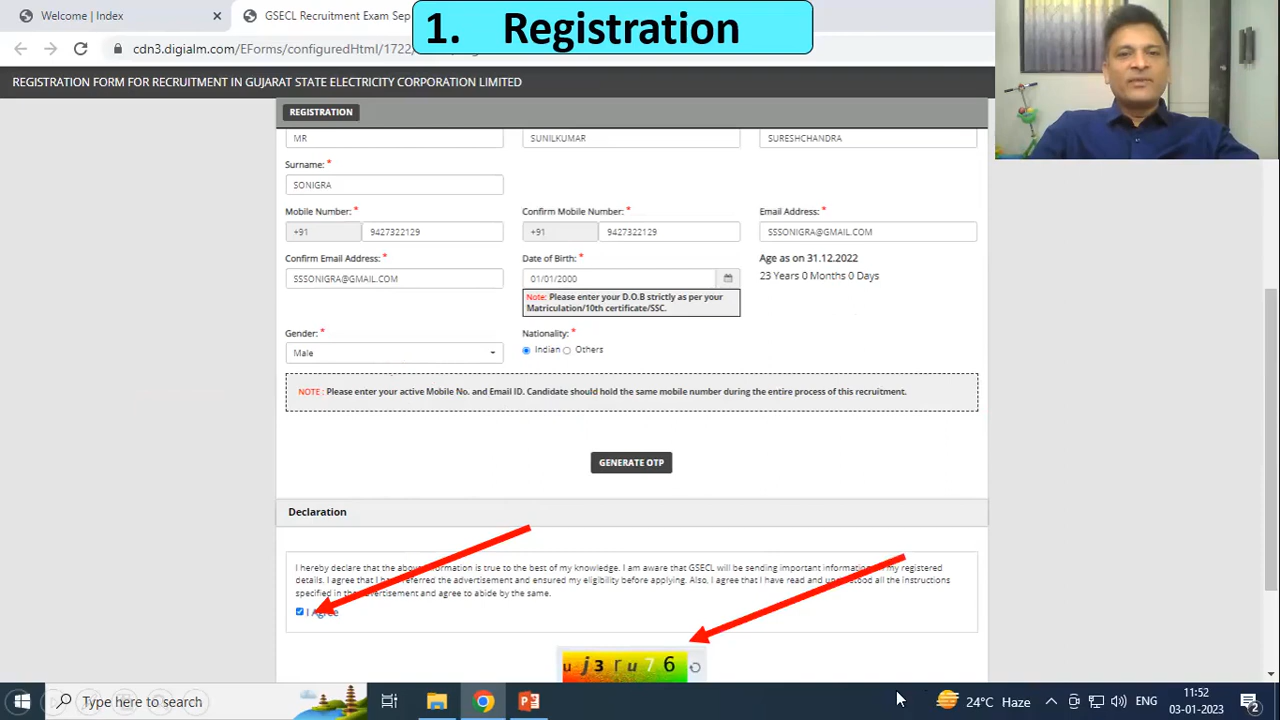 Welcome | Index
GSECL Recruitment Exam Sep
1. Registration
cdn3.digialm.com/EForms/configuredHtml/1722/
REGISTRATION FORM FOR RECRUITMENT IN GUJARAT STATE ELECTRICITY CORPORATION LIMITED
REGISTRATION
MR SUNILKUMAR SURESHCHANDRA
Surname: *
SONIGRA
Mobile Number: * Confirm Mobile Number: * Email Address: *
+91 9427322129 +91 9427322129 SSSONIGRA@GMAIL.COM
Confirm Email Address: * Date of Birth: * Age as on 31.12.2022
SSSONIGRA@GMAIL.COM 01/01/2000 23 Years 0 Months 0 Days
Note: Please enter your D.O.B strictly as per your
Matriculation/10th certificate/SSC.
Gender: * Nationality: *
Male Indian Others
NOTE : Please enter your active Mobile No. and Email ID. Candidate should hold the same mobile number during the entire process of this recruitment.
GENERATE OTP
Declaration
I hereby declare that the above information is true to the best of my knowledge. I am aware that GSECL will be sending important information my registered
details. I agree that I have referred the advertisement and ensured my eligibility before applying. Also, I agree that I have read and understood all the instructions
specified in the advertisement and agree to abide by the same.
I Agree
u j 3 r u 7 6
Type here to search
24°C Haze
ENG
11:52
03-01-2023
2